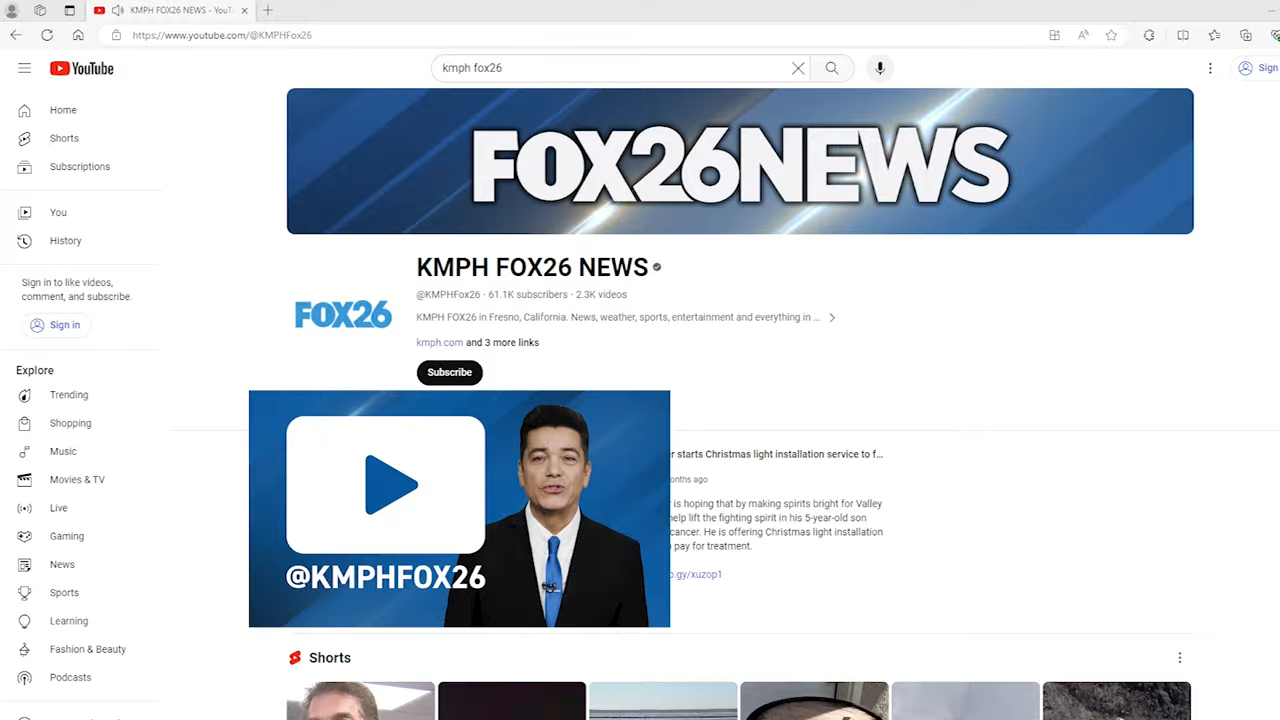 KMPH FOX26 NEWS - YouT
https://www.youtube.com/@KMPHFox26
YouTube
kmph fox26
Sign
Home
Shorts
Subscriptions
You
History
Sign in to like videos,
comment, and subscribe.
Sign in
Explore
Trending
Shopping
Music
Movies & TV
Live
Gaming
News
Sports
Learning
Fashion & Beauty
Podcasts
FOX26NEWS
FOX26
KMPH FOX26 NEWS
@KMPHFox26 · 61.1K subscribers · 2.3K videos
KMPH FOX26 in Fresno, California. News, weather, sports, entertainment and everything in ...
kmph.com and 3 more links
Subscribe
@KMPHFOX26
r starts Christmas light installation service to f...
onths ago
is hoping that by making spirits bright for Valley
help lift the fighting spirit in his 5-year-old son
cancer. He is offering Christmas light installation
pay for treatment.
o.gy/xuzop1
Shorts